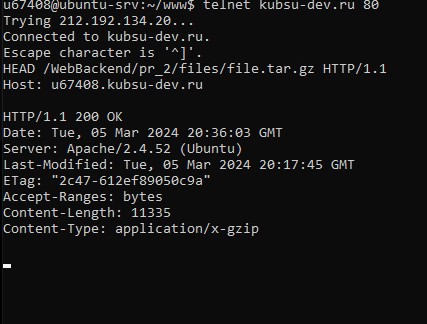 u67408@ubuntu-srv:~/www$ telnet kubsu-dev.ru 80
Trying 212.192.134.20...
Connected to kubsu-dev.ru.
Escape character is '^]'.
HEAD /WebBackend/pr_2/files/file.tar.gz HTTP/1.1
Host: u67408.kubsu-dev.ru
HTTP/1.1 200 OK
Date: Tue, 05 Mar 2024 20:36:03 GMT
Server: Apache/2.4.52 (Ubuntu)
Last-Modified: Tue, 05 Mar 2024 20:17:45 GMT
ETag: "2c47-612ef89050c9a"
Accept-Ranges: bytes
Content-Length: 11335
Content-Type: application/x-gzip